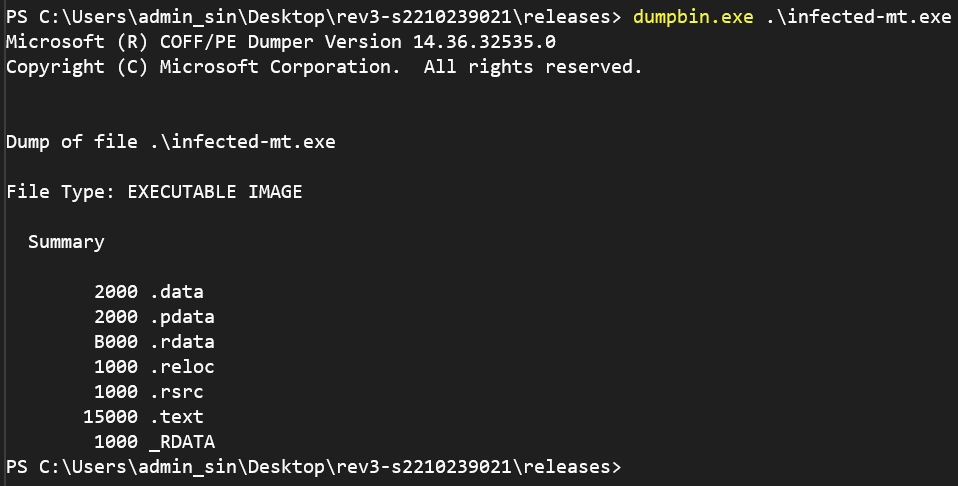 PS C:\Users\admin_sin\Desktop\rev3-s2210239021\releases> dumpbin.exe .\infected-mt.exe
Microsoft (R) COFF/PE Dumper Version 14.36.32535.0
Copyright (C) Microsoft Corporation.  All rights reserved.
Dump of file .\infected-mt.exe
File Type: EXECUTABLE IMAGE
  Summary
        2000 .data
        2000 .pdata
        B000 .rdata
        1000 .reloc
        1000 .rsrc
       15000 .text
        1000 _RDATA
PS C:\Users\admin_sin\Desktop\rev3-s2210239021\releases>